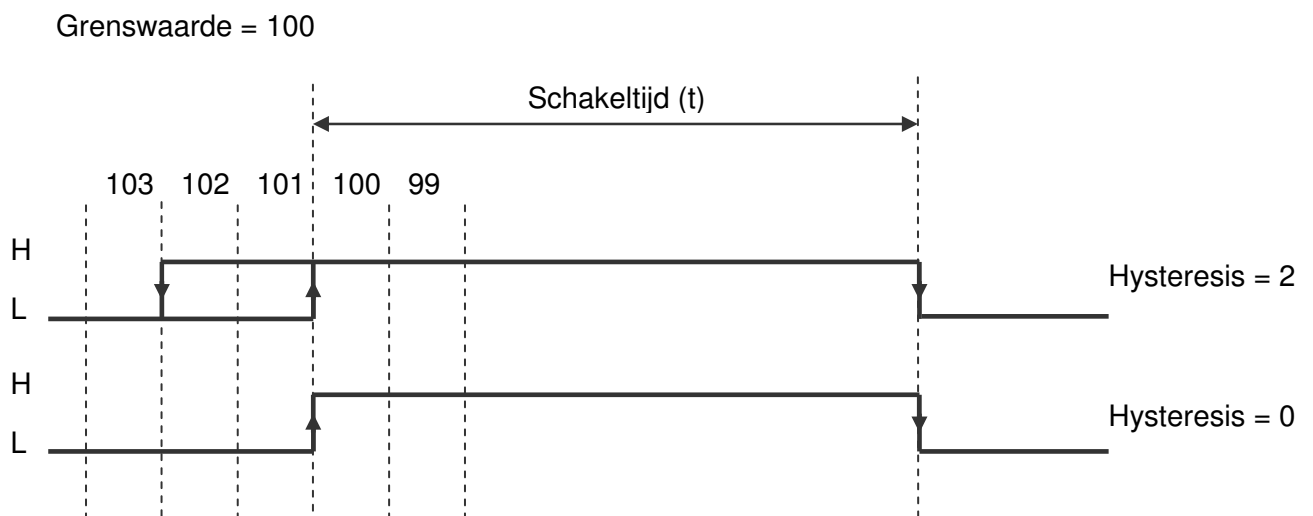 Grenswaarde = 100
Schakeltijd (t)
103 102 101 100 99
H
L
Hysteresis = 2
H
L
Hysteresis = 0